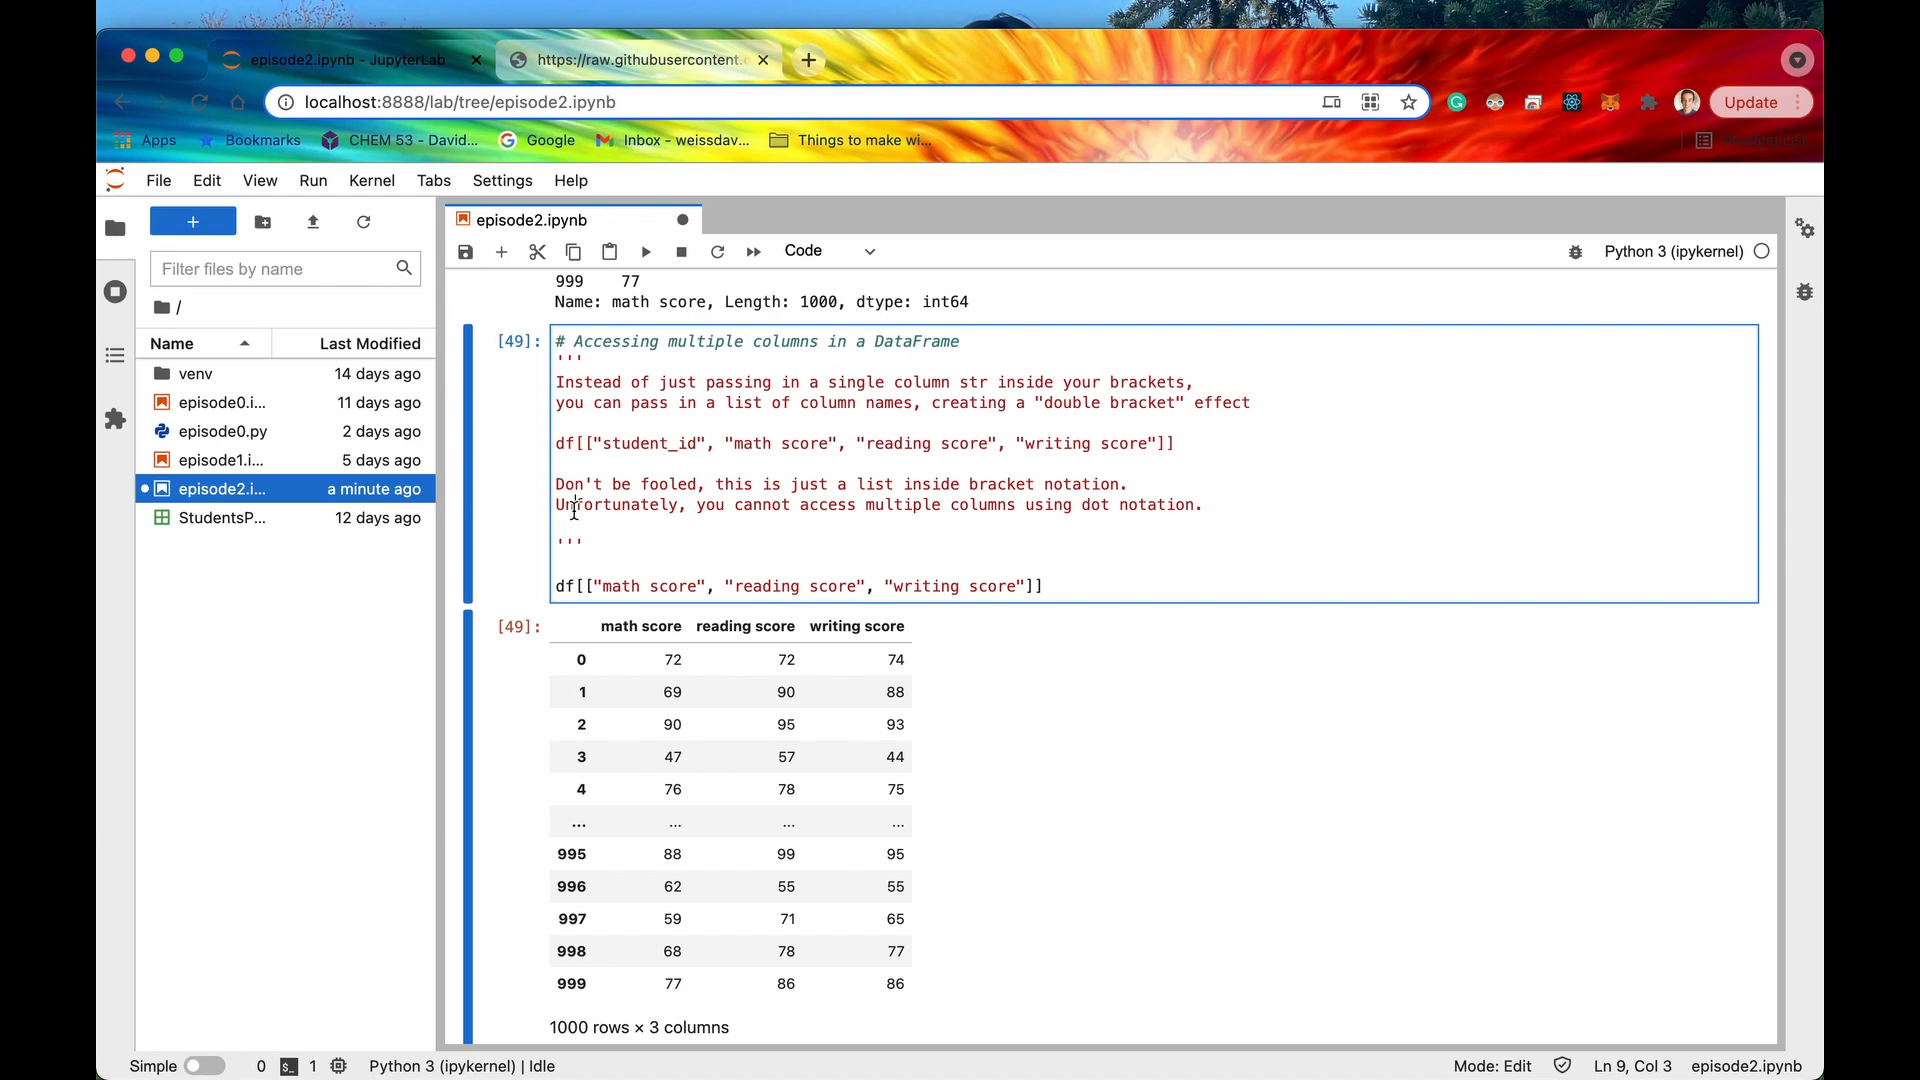 episode2.ipynb - JupyterLab
https://raw.githubusercontent.
localhost:8888/lab/tree/episode2.ipynb
Update
Apps
Bookmarks
CHEM 53 - David...
Google
Inbox - weissdav...
Things to make wi...
Reading List
File Edit View Run Kernel Tabs Settings Help
+
Filter files by name
/
Name Last Modified
venv 14 days ago
episode0.i... 11 days ago
episode0.py 2 days ago
episode1.i... 5 days ago
episode2.i... a minute ago
StudentsP... 12 days ago
episode2.ipynb
Code
Python 3 (ipykernel)
999 77
Name: math score, Length: 1000, dtype: int64
[49]: # Accessing multiple columns in a DataFrame
'''
Instead of just passing in a single column str inside your brackets,
you can pass in a list of column names, creating a "double bracket" effect
df[["student_id", "math score", "reading score", "writing score"]]
Don't be fooled, this is just a list inside bracket notation.
Unfortunately, you cannot access multiple columns using dot notation.
'''
df[["math score", "reading score", "writing score"]]
[49]: math score reading score writing score
0 72 72 74
1 69 90 88
2 90 95 93
3 47 57 44
4 76 78 75
... ... ... ...
995 88 99 95
996 62 55 55
997 59 71 65
998 68 78 77
999 77 86 86
1000 rows × 3 columns
Simple 0 $_ 1 Python 3 (ipykernel) | Idle Mode: Edit Ln 9, Col 3 episode2.ipynb